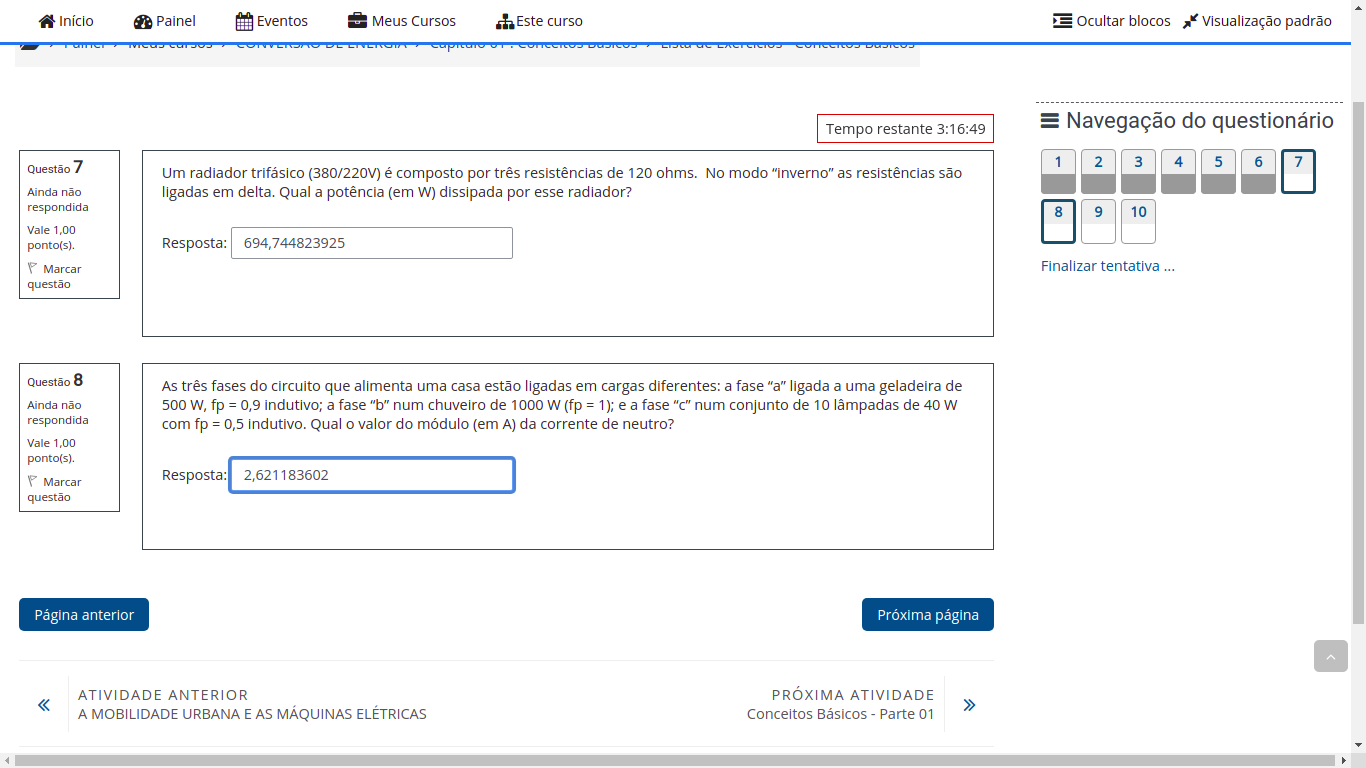 Início Painel Eventos Meus Cursos Este curso Ocultar blocos Visualização padrão
Painel Meus cursos CONVERSÃO DE ENERGIA Capítulo 01: Conceitos Básicos Lista de Exercícios - Conceitos Básicos
Tempo restante 3:16:49
Questão 7
Ainda não
respondida
Vale 1,00
ponto(s).
Marcar
questão
Um radiador trifásico (380/220V) é composto por três resistências de 120 ohms. No modo “inverno” as resistências são
ligadas em delta. Qual a potência (em W) dissipada por esse radiador?
Resposta: 694,744823925
Questão 8
Ainda não
respondida
Vale 1,00
ponto(s).
Marcar
questão
As três fases do circuito que alimenta uma casa estão ligadas em cargas diferentes: a fase “a” ligada a uma geladeira de
500 W, fp = 0,9 indutivo; a fase “b” num chuveiro de 1000 W (fp = 1); e a fase “c” num conjunto de 10 lâmpadas de 40 W
com fp = 0,5 indutivo. Qual o valor do módulo (em A) da corrente de neutro?
Resposta: 2,621183602
Página anterior
Próxima página
ATIVIDADE ANTERIOR
A MOBILIDADE URBANA E AS MÁQUINAS ELÉTRICAS
PRÓXIMA ATIVIDADE
Conceitos Básicos - Parte 01
Navegação do questionário
1 2 3 4 5 6 7
8 9 10
Finalizar tentativa ...